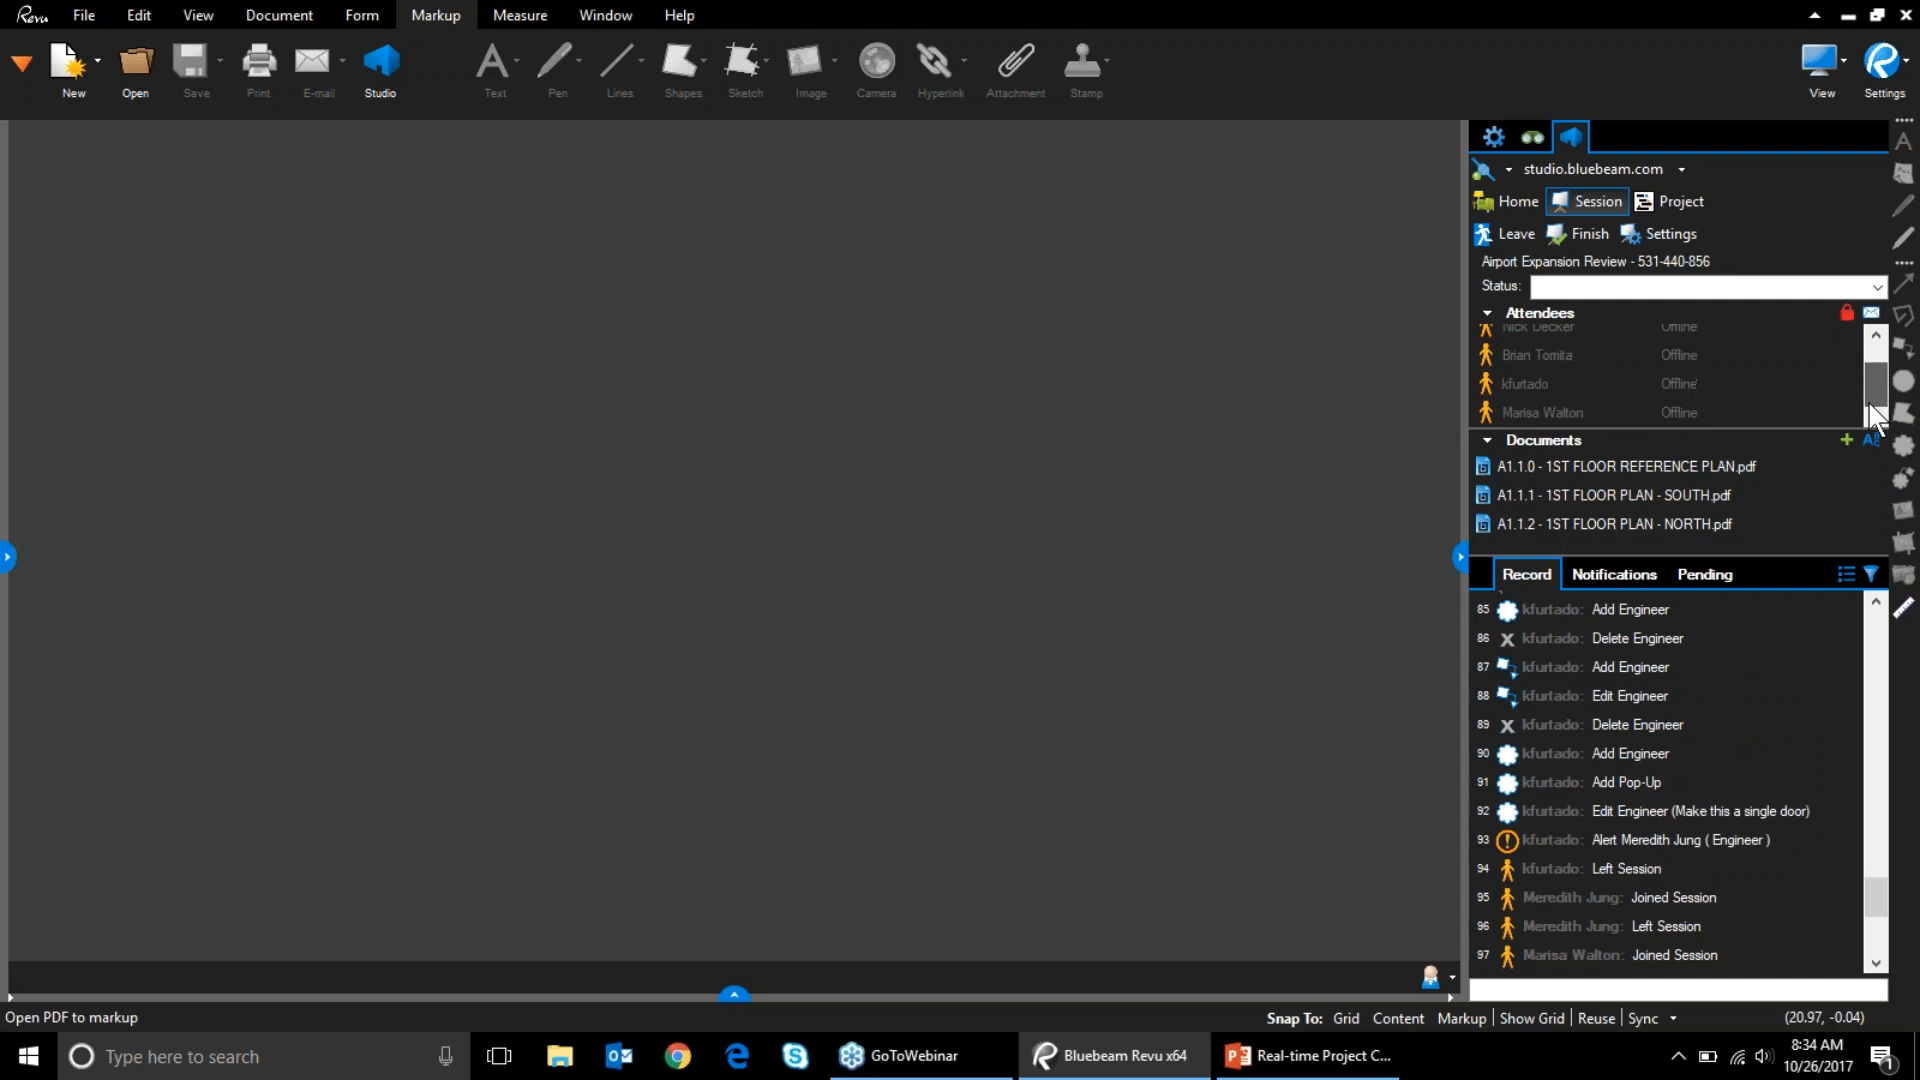 Revu File Edit View Document Form Markup Measure Window Help
New Open Save Print E-mail Studio Text Pen Lines Shapes Sketch Image Camera Hyperlink Attachment Stamp View Settings
studio.bluebeam.com
Home Session Project
Leave Finish Settings
Airport Expansion Review - 531-440-856
Status:
Attendees
Nick Decker Offline
Brian Tomita Offline
kfurtado Offline
Marisa Walton Offline
Documents
A1.1.0 - 1ST FLOOR REFERENCE PLAN.pdf
A1.1.1 - 1ST FLOOR PLAN - SOUTH.pdf
A1.1.2 - 1ST FLOOR PLAN - NORTH.pdf
Record Notifications Pending
85 kfurtado: Add Engineer
86 kfurtado: Delete Engineer
87 kfurtado: Add Engineer
88 kfurtado: Edit Engineer
89 kfurtado: Delete Engineer
90 kfurtado: Add Engineer
91 kfurtado: Add Pop-Up
92 kfurtado: Edit Engineer (Make this a single door)
93 kfurtado: Alert Meredith Jung ( Engineer )
94 kfurtado: Left Session
95 Meredith Jung: Joined Session
96 Meredith Jung: Left Session
97 Marisa Walton: Joined Session
Open PDF to markup Snap To: Grid Content Markup Show Grid Reuse Sync (20.97, -0.04)
Type here to search GoToWebinar Bluebeam Revu x64 Real-time Project C... 8:34 AM
10/26/2017 1